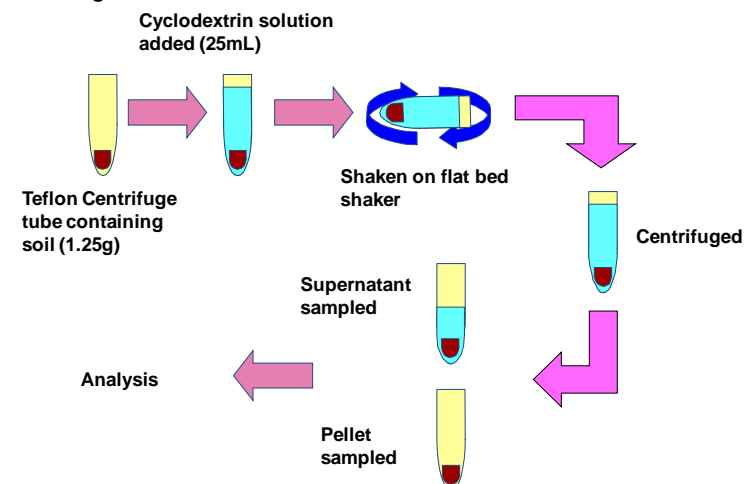 Cyclodextrin solution
added (25mL)
Teflon Centrifuge
tube containing
soil (1.25g)
Shaken on flat bed
shaker
Centrifuged
Supernatant
sampled
Analysis
Pellet
sampled